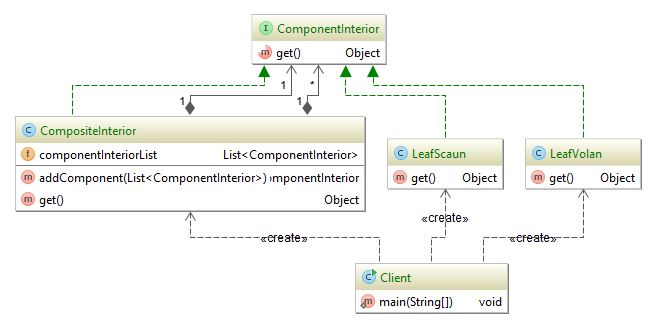 I ComponentInterior
m get() Object
1 *
1 1
C CompositeInterior
f componentInteriorList List<ComponentInterior>
m addComponent(List<ComponentInterior>) omponentInterior
m get() Object
C LeafScaun
m get() Object
C LeafVolan
m get() Object
«create»
«create» «create»
C Client
m main(String[]) void